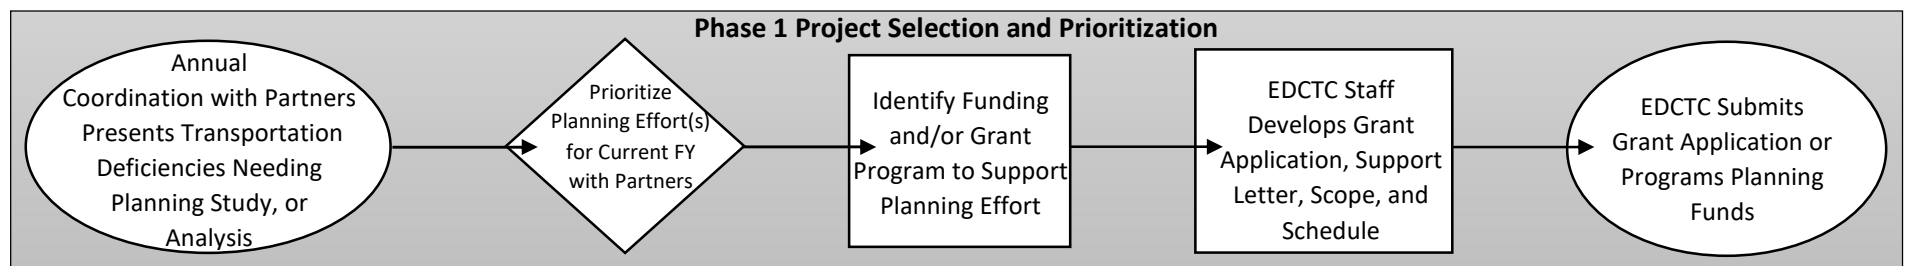 Phase 1 Project Selection and Prioritization
Annual
Coordination with Partners
Presents Transportation
Deficiencies Needing
Planning Study, or
Analysis
Prioritize
Planning Effort(s)
for Current FY
with Partners
Identify Funding
and/or Grant
Program to Support
Planning Effort
EDCTC Staff
Develops Grant
Application, Support
Letter, Scope, and
Schedule
EDCTC Submits
Grant Application or
Programs Planning
Funds